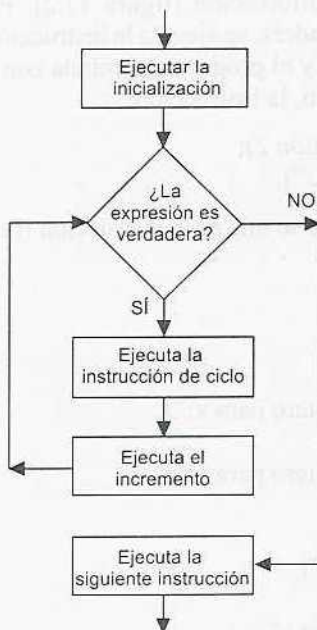 Ejecutar la
inicialización
¿La
expresión es
verdadera?
NO
SÍ
Ejecuta la
instrucción de ciclo
Ejecuta el
incremento
Ejecuta la
siguiente instrucción